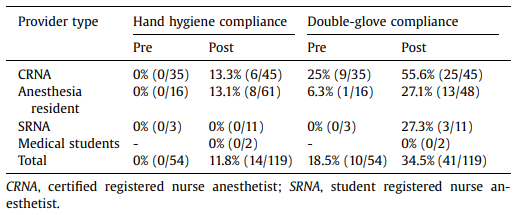 Provider type Hand hygiene compliance Double-glove compliance
Pre Post Pre Post
CRNA 0% (0/35) 13.3% (6/45) 25% (9/35) 55.6% (25/45)
Anesthesia 0% (0/16) 13.1% (8/61) 6.3% (1/16) 27.1% (13/48)
resident
SRNA 0% (0/3) 0% (0/11) 0% (0/3) 27.3% (3/11)
Medical students - 0% (0/2) - 0% (0/2)
Total 0% (0/54) 11.8% (14/119) 18.5% (10/54) 34.5% (41/119)
CRNA, certified registered nurse anesthetist; SRNA, student registered nurse an-
esthetist.